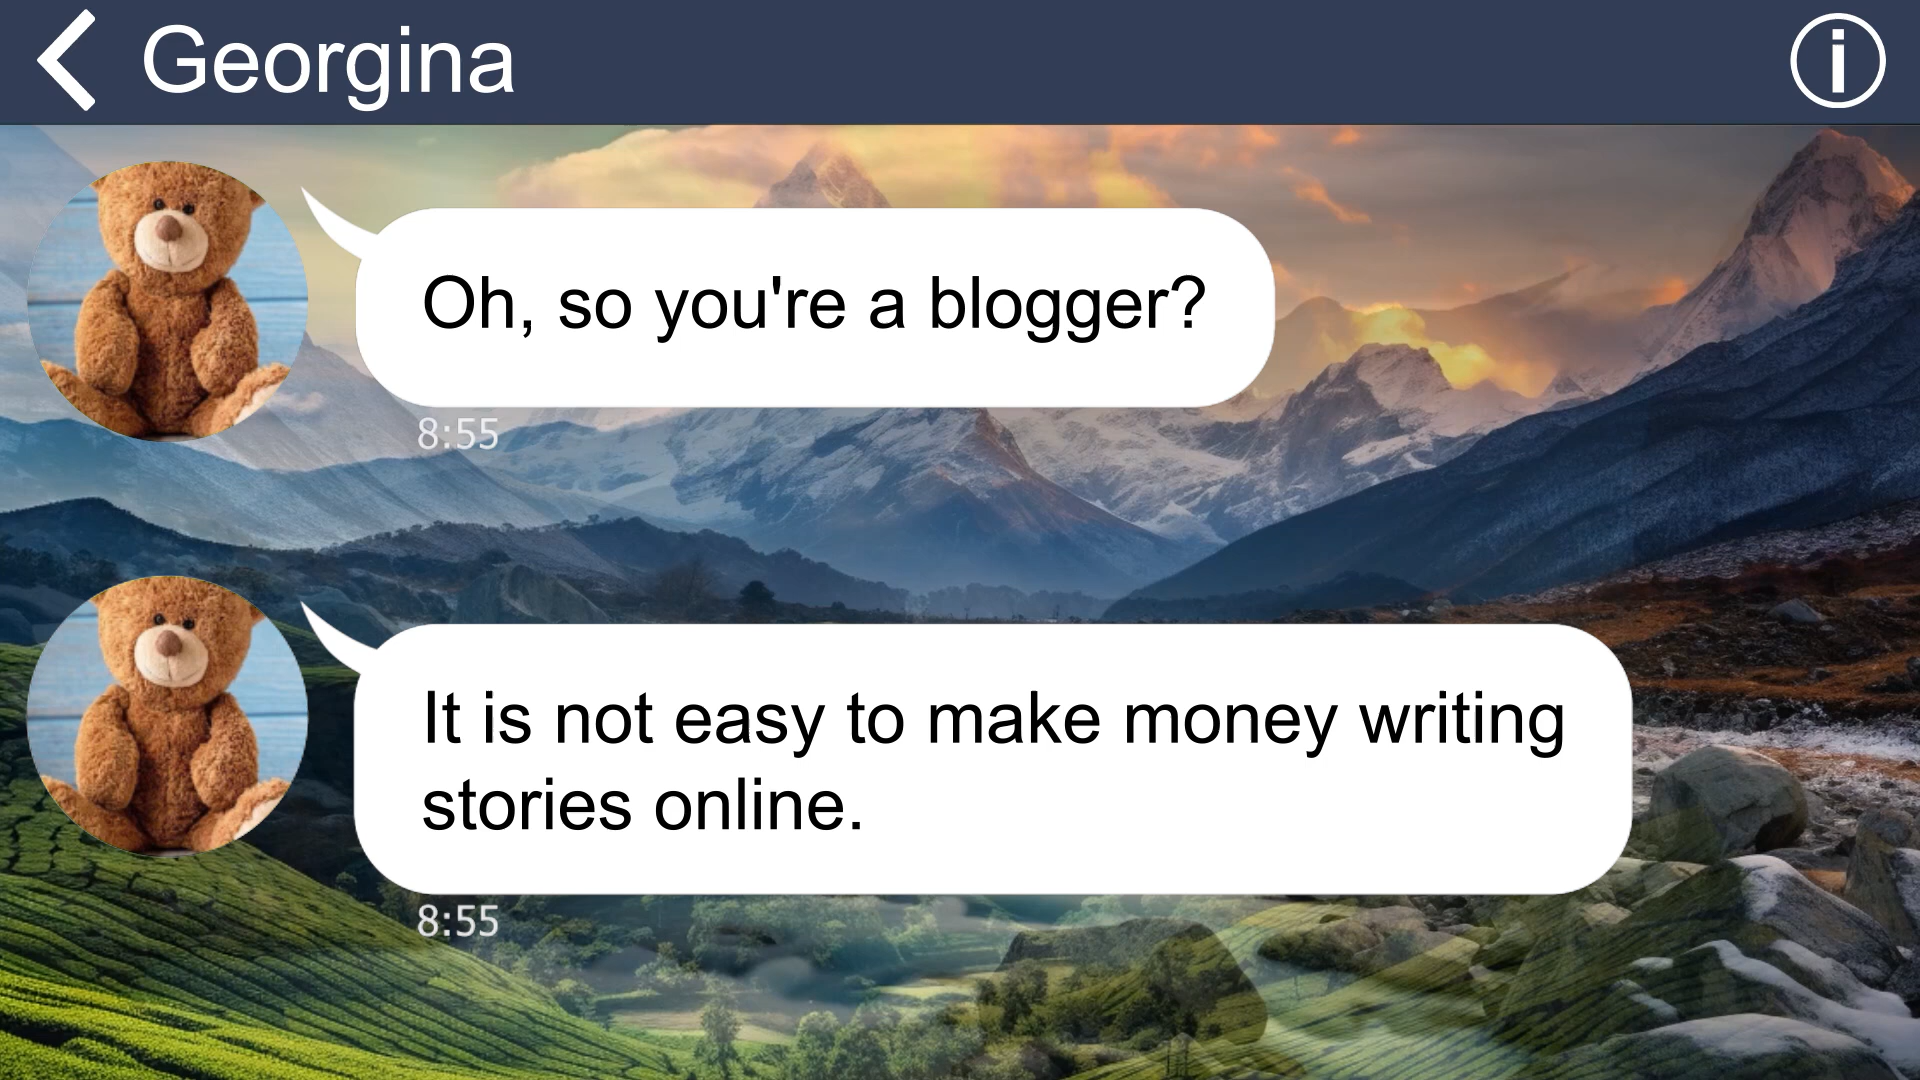 Georgina
Oh, so you're a blogger?
8:55
It is not easy to make money writing
stories online.
8:55